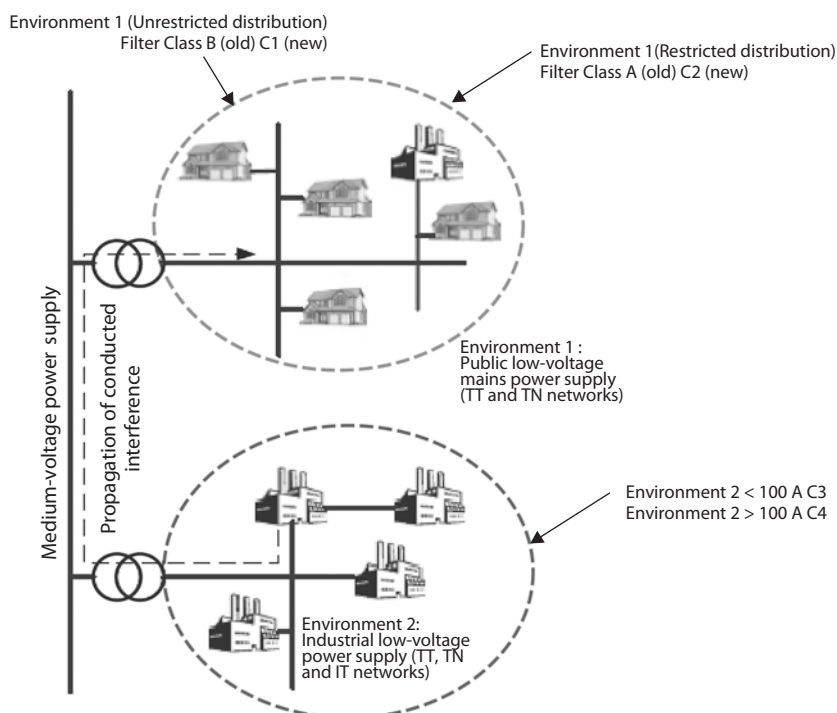 Environment 1 (Unrestricted distribution)
Filter Class B (old) C1 (new)
Environment 1(Restricted distribution)
Filter Class A (old) C2 (new)
Medium-voltage power supply
Propagation of conducted
interference
Environment 1 :
Public low-voltage
mains power supply
(TT and TN networks)
Environment 2 < 100 A C3
Environment 2 > 100 A C4
Environment 2:
Industrial low-voltage
power supply (TT, TN
and IT networks)